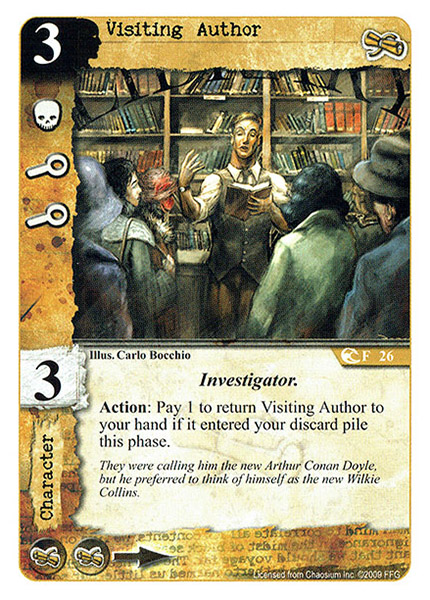 3
Visiting Author
Illus. Carlo Bocchio
F 26
3
Investigator.
Action: Pay 1 to return Visiting Author to
your hand if it entered your discard pile
this phase.
They were calling him the new Arthur Conan Doyle,
but he preferred to think of himself as the new Wilkie
Collins.
Character
Licensed from Chaosium Inc. ©2009 FFG